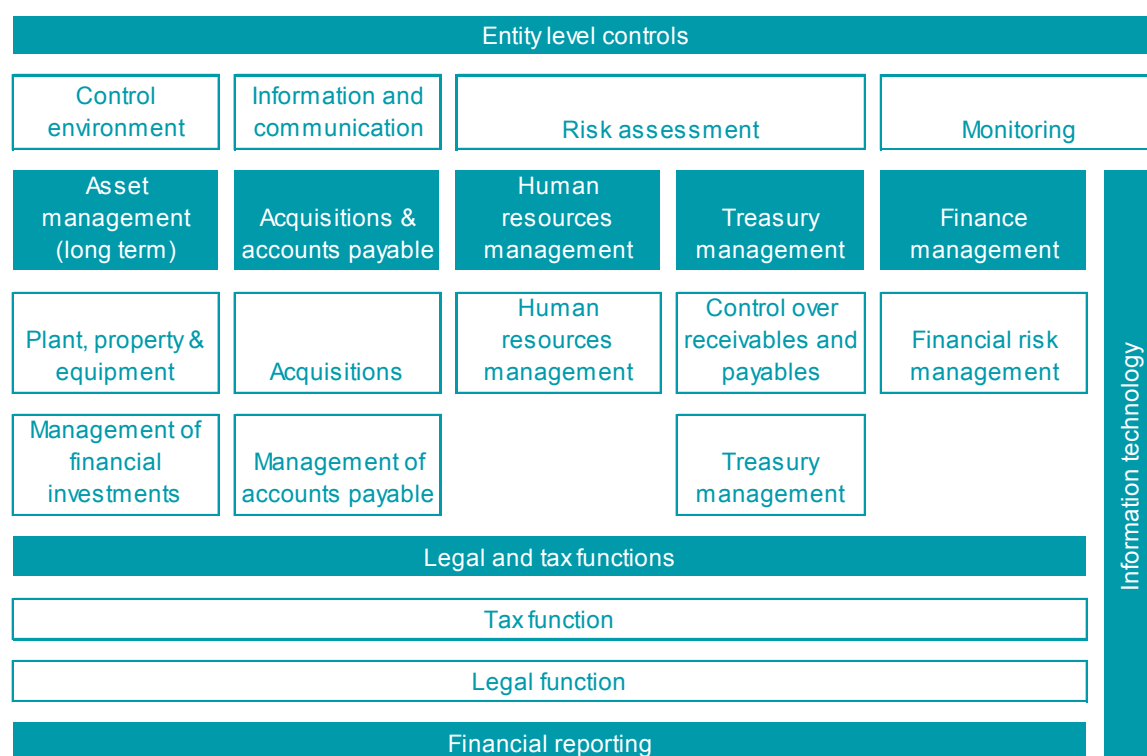 Entity level controls
Control
environment
Information and
communication
Risk assessment
Monitoring
Asset
management
(long term)
Acquisitions &
accounts payable
Human
resources
management
Treasury
management
Finance
management
Plant, property &
equipment
Acquisitions
Human
resources
management
Control over
receivables and
payables
Financial risk
management
Management of
financial
investments
Management of
accounts payable
Treasury
management
Information technology
Legal and tax functions
Tax function
Legal function
Financial reporting